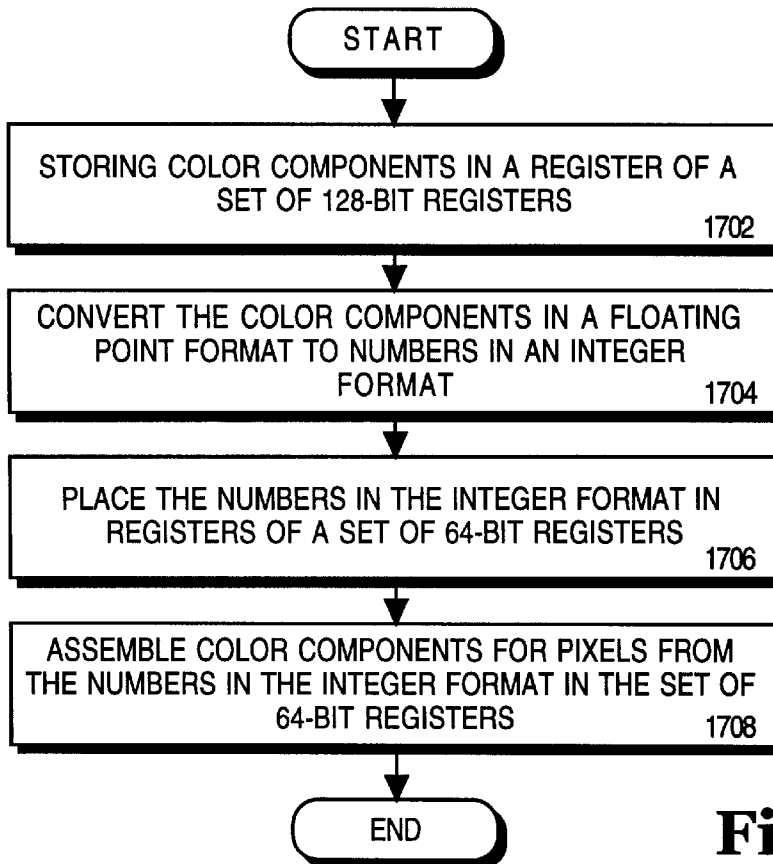 START
STORING COLOR COMPONENTS IN A REGISTER OF A
SET OF 128-BIT REGISTERS
1702
CONVERT THE COLOR COMPONENTS IN A FLOATING
POINT FORMAT TO NUMBERS IN AN INTEGER
FORMAT
1704
PLACE THE NUMBERS IN THE INTEGER FORMAT IN
REGISTERS OF A SET OF 64-BIT REGISTERS
1706
ASSEMBLE COLOR COMPONENTS FOR PIXELS FROM
THE NUMBERS IN THE INTEGER FORMAT IN THE SET OF
64-BIT REGISTERS
1708
END
Fi